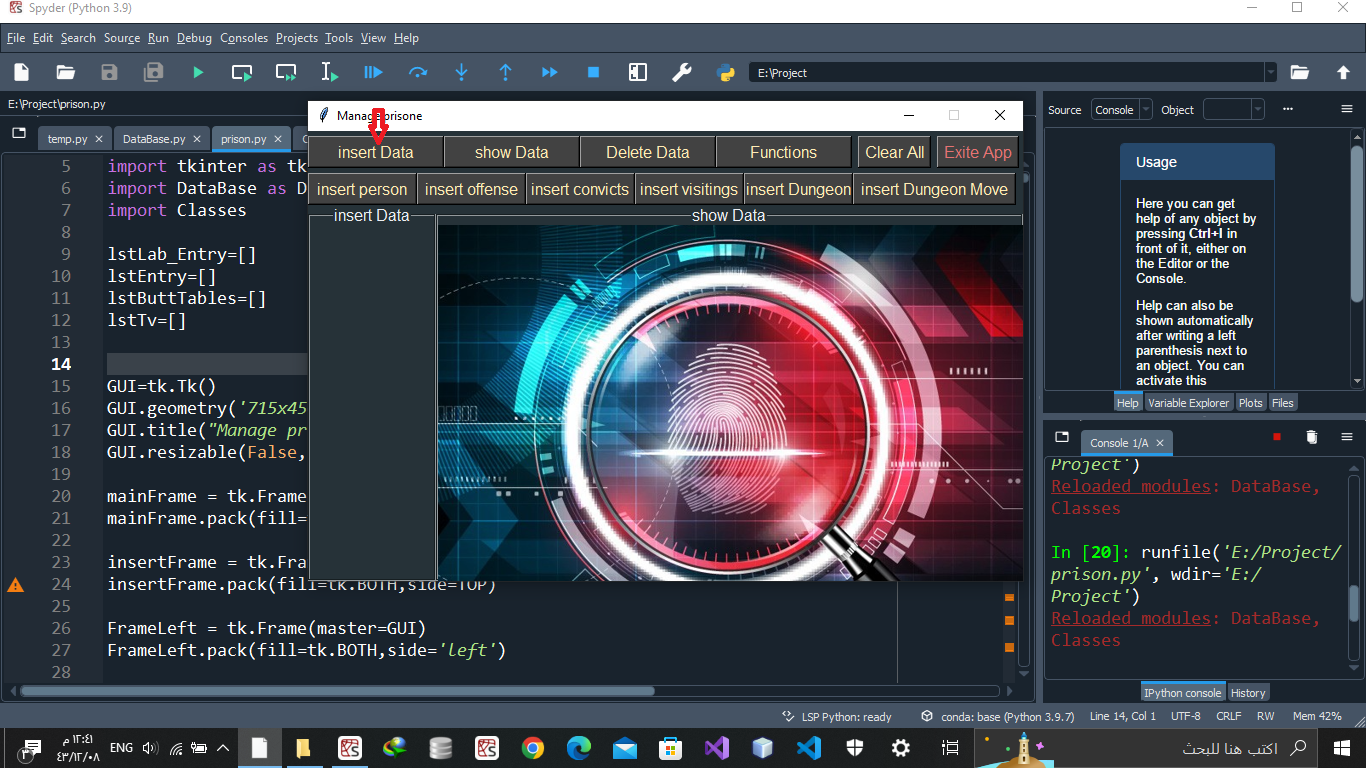 Spyder (Python 3.9)
File Edit Search Source Run Debug Consoles Projects Tools View Help
E:\Project
E:\Project\prison.py
temp.py DataBase.py prison.py
5 import tkinter as tk
6 import DataBase as D
7 import Classes
8
9 lstLab_Entry=[]
10 lstEntry=[]
11 lstButtTables=[]
12 lstTv=[]
13
14
15 GUI=tk.Tk()
16 GUI.geometry('715x45
17 GUI.title("Manage pr
18 GUI.resizable(False,
19
20 mainFrame = tk.Frame
21 mainFrame.pack(fill=
22
23 insertFrame = tk.Fra
24 insertFrame.pack(fill=tk.BOTH,side=TOP)
25
26 FrameLeft = tk.Frame(master=GUI)
27 FrameLeft.pack(fill=tk.BOTH,side='left')
28
Manage prisone
insert Data show Data Delete Data Functions Clear All Exite App
insert person insert offense insert convicts insert visitings insert Dungeon insert Dungeon Move
insert Data show Data
Source Console Object
Usage
Here you can get
help of any object by
pressing Ctrl+I in
front of it, either on
the Editor or the
Console.
Help can also be
shown automatically
after writing a left
parenthesis next to
an object. You can
activate this
Help Variable Explorer Plots Files
Console 1/A
Project')
Reloaded modules: DataBase,
Classes
In [20]: runfile('E:/Project/
prison.py', wdir='E:/
Project')
Reloaded modules: DataBase,
Classes
IPython console History
LSP Python: ready conda: base (Python 3.9.7) Line 14, Col 1 UTF-8 CRLF RW Mem 42%
١٢:٤١ م
٤٣/١٢/٠٨
ENG
اكتب هنا للبحث